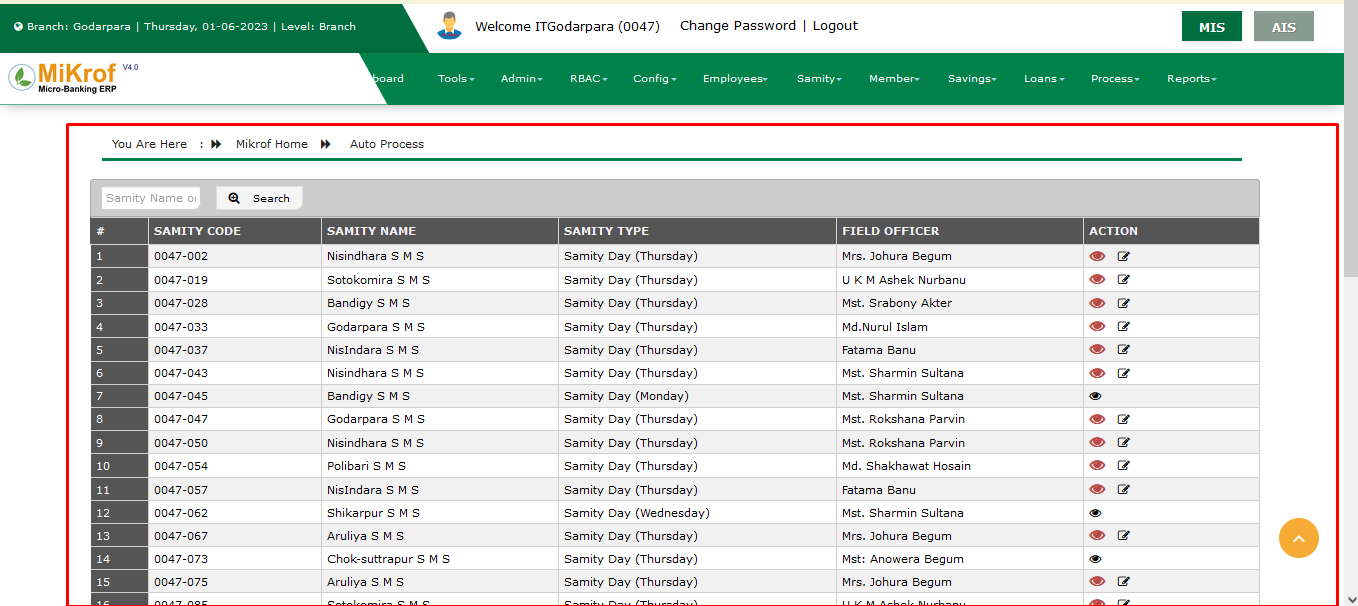 Branch: Godarpara | Thursday, 01-06-2023 | Level: Branch
Welcome ITGodarpara (0047) Change Password | Logout
MIS AIS
MiKrof V4.0
Micro-Banking ERP
board Tools Admin RBAC Config Employees Samity Member Savings Loans Process Reports
You Are Here : Mikrof Home Auto Process
Samity Name o Search
# SAMITY CODE SAMITY NAME SAMITY TYPE FIELD OFFICER ACTION
1 0047-002 Nisindhara S M S Samity Day (Thursday) Mrs. Johura Begum
2 0047-019 Sotokomira S M S Samity Day (Thursday) U K M Ashek Nurbanu
3 0047-028 Bandigy S M S Samity Day (Thursday) Mst. Srabony Akter
4 0047-033 Godarpara S M S Samity Day (Thursday) Md.Nurul Islam
5 0047-037 NisIndara S M S Samity Day (Thursday) Fatama Banu
6 0047-043 Nisindhara S M S Samity Day (Thursday) Mst. Sharmin Sultana
7 0047-045 Bandigy S M S Samity Day (Monday) Mst. Sharmin Sultana
8 0047-047 Godarpara S M S Samity Day (Thursday) Mst. Rokshana Parvin
9 0047-050 Nisindhara S M S Samity Day (Thursday) Mst. Rokshana Parvin
10 0047-054 Polibari S M S Samity Day (Thursday) Md. Shakhawat Hosain
11 0047-057 NisIndara S M S Samity Day (Thursday) Fatama Banu
12 0047-062 Shikarpur S M S Samity Day (Wednesday) Mst. Sharmin Sultana
13 0047-067 Aruliya S M S Samity Day (Thursday) Mrs. Johura Begum
14 0047-073 Chok-suttrapur S M S Samity Day (Thursday) Mst: Anowera Begum
15 0047-075 Aruliya S M S Samity Day (Thursday) Mrs. Johura Begum
16 0047-085 Sotokomira S M S Samity Day (Thursday) U K M Ashek Nurbanu